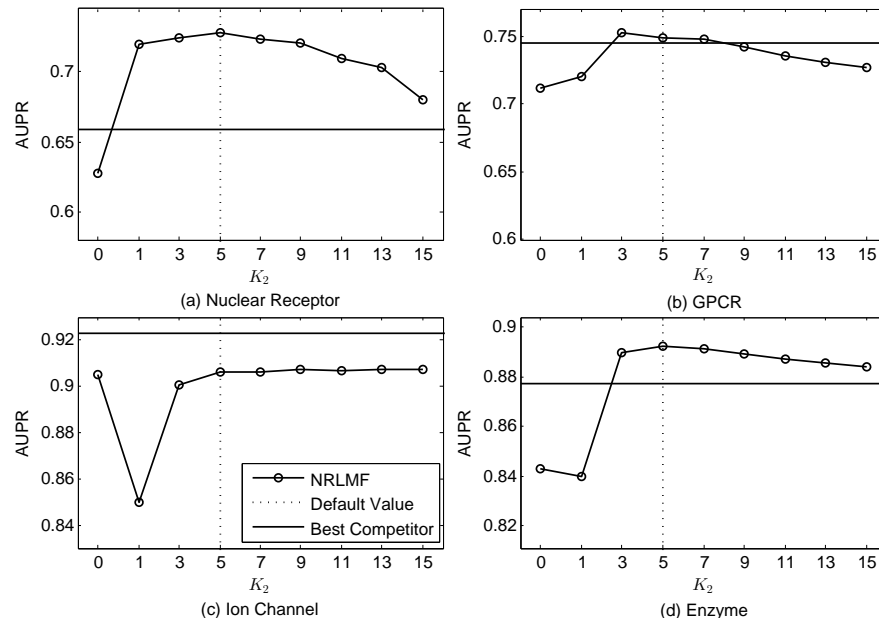 0.7
0.65
0.6
AUPR
0 1 3 5 7 9 11 13 15
K2
(a) Nuclear Receptor
0.75
0.7
0.65
0.6
AUPR
0 1 3 5 7 9 11 13 15
K2
(b) GPCR
0.92
0.9
0.88
0.86
0.84
AUPR
NRLMF
Default Value
Best Competitor
0 1 3 5 7 9 11 13 15
K2
(c) Ion Channel
0.9
0.88
0.86
0.84
0.82
AUPR
0 1 3 5 7 9 11 13 15
K2
(d) Enzyme